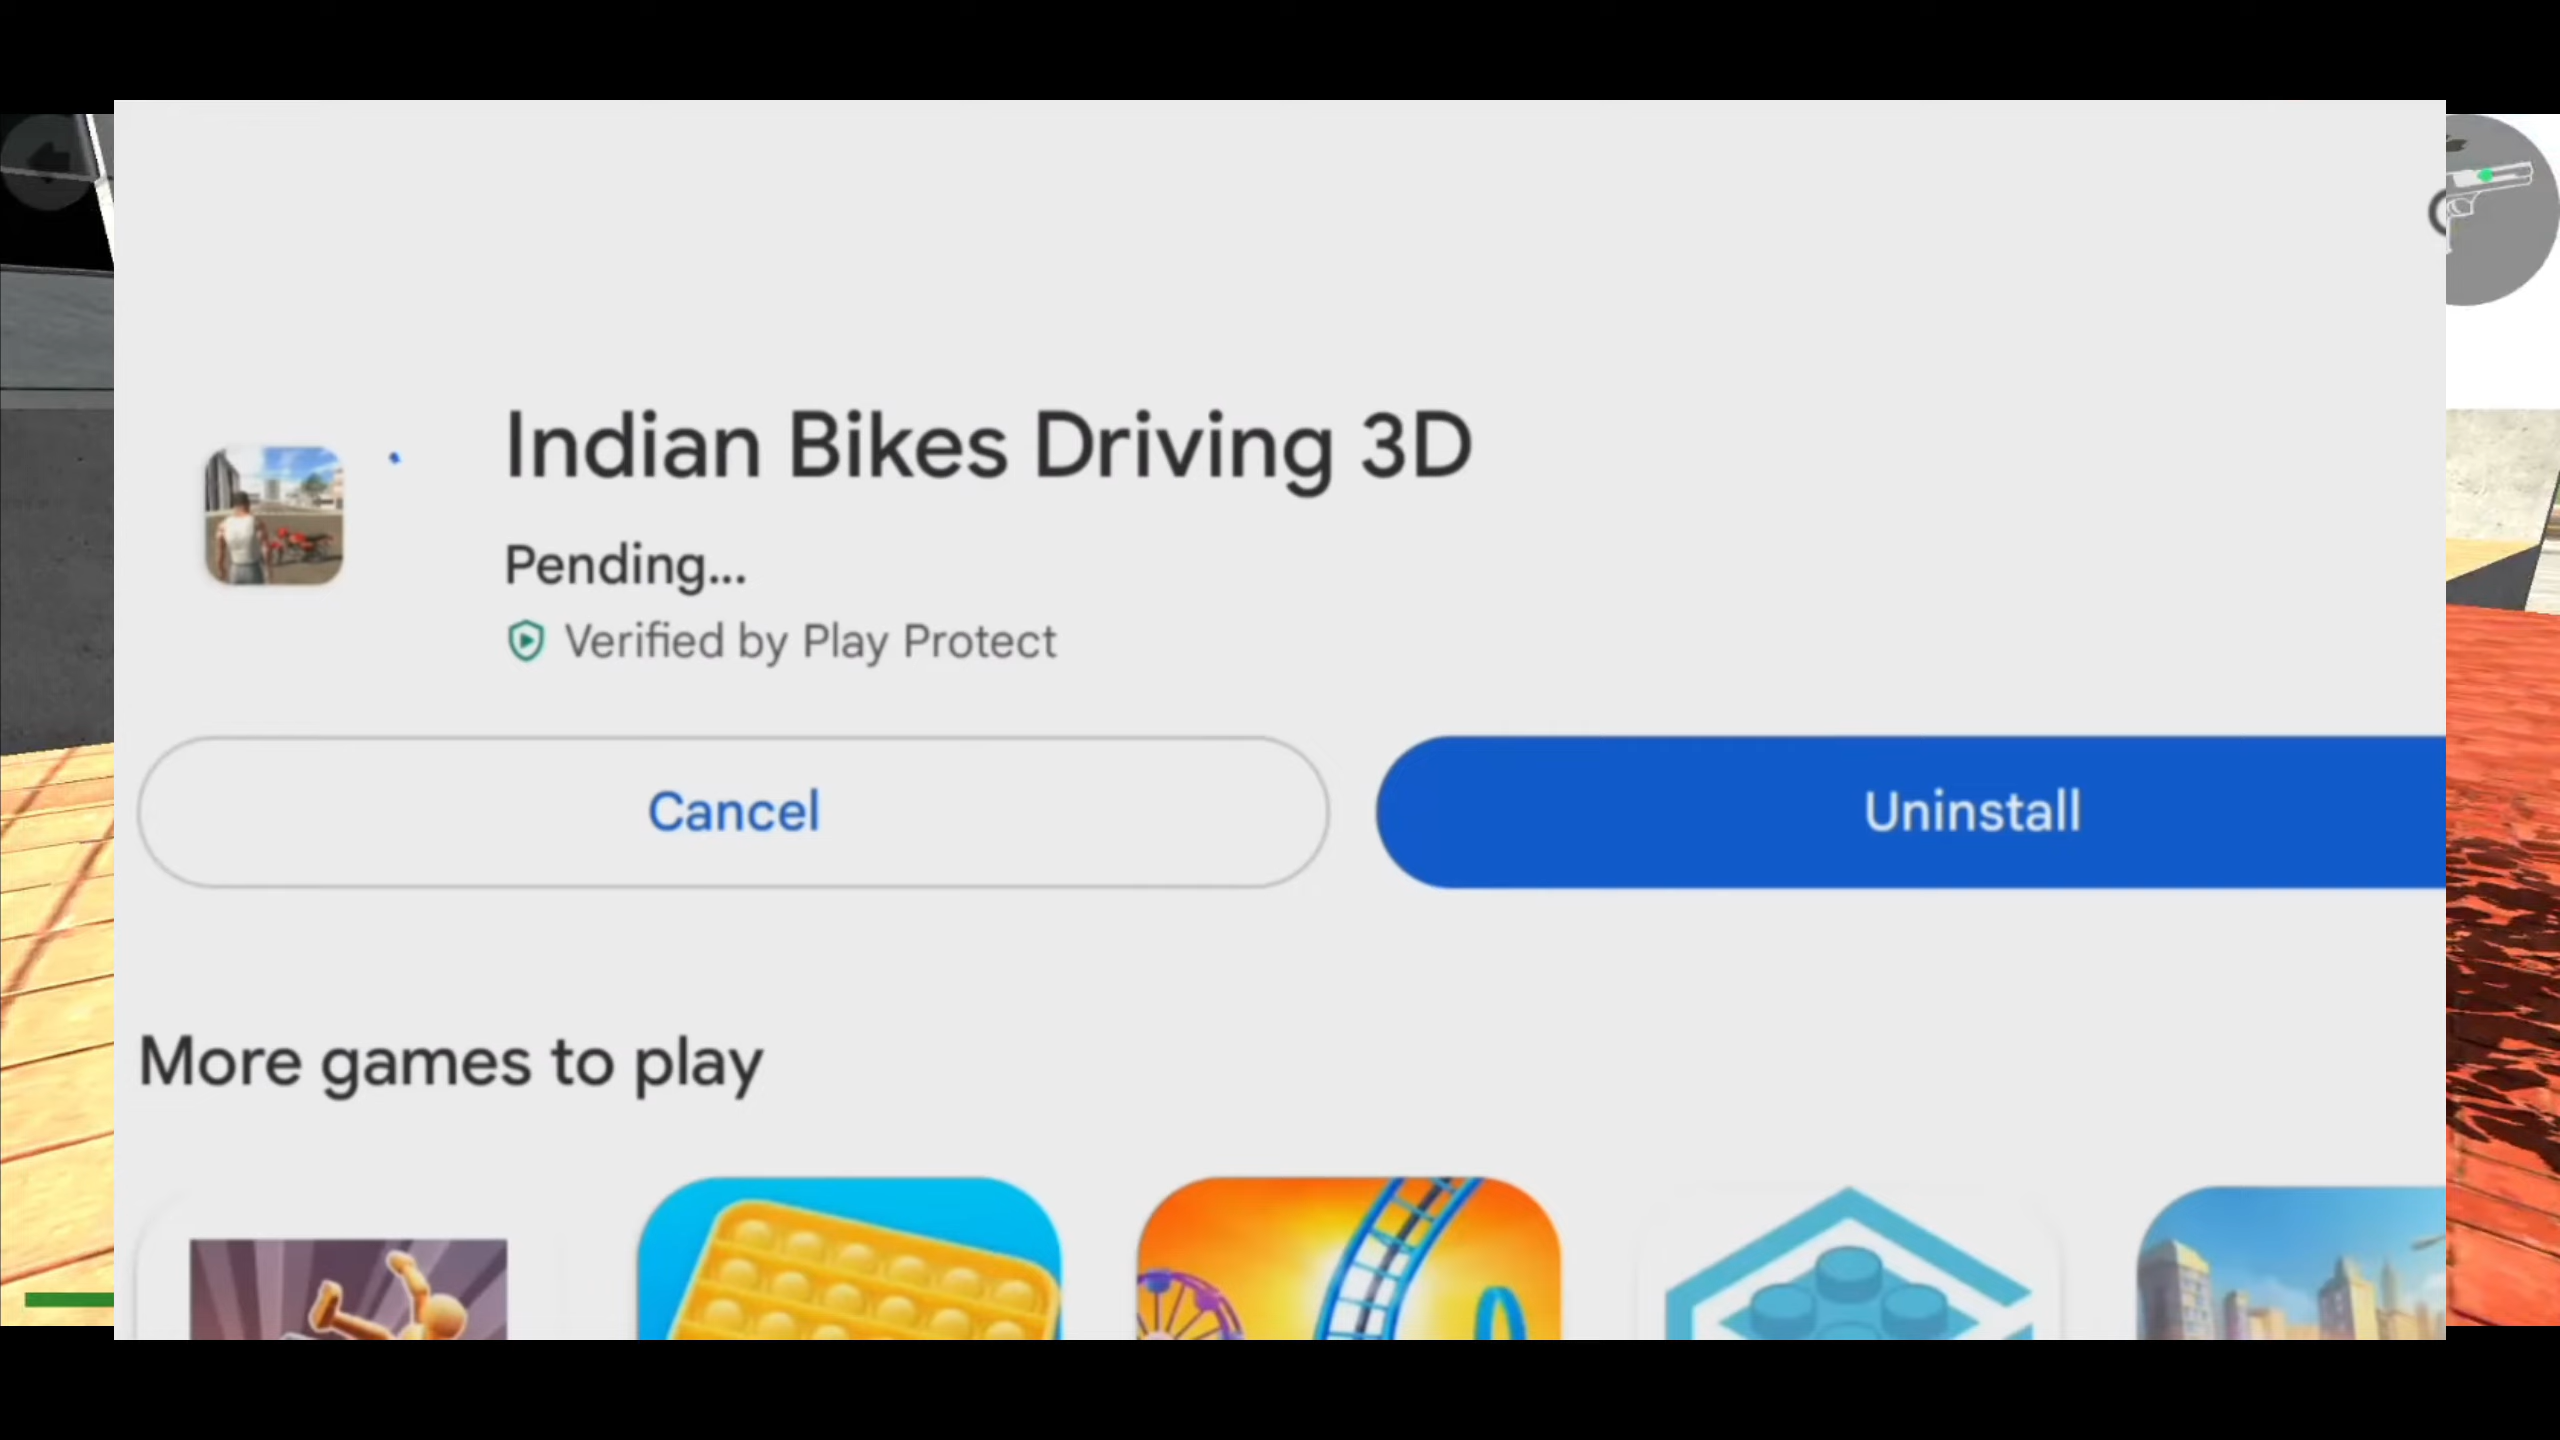 Indian Bikes Driving 3D
Pending...
Verified by Play Protect
Cancel
Uninstall
More games to play